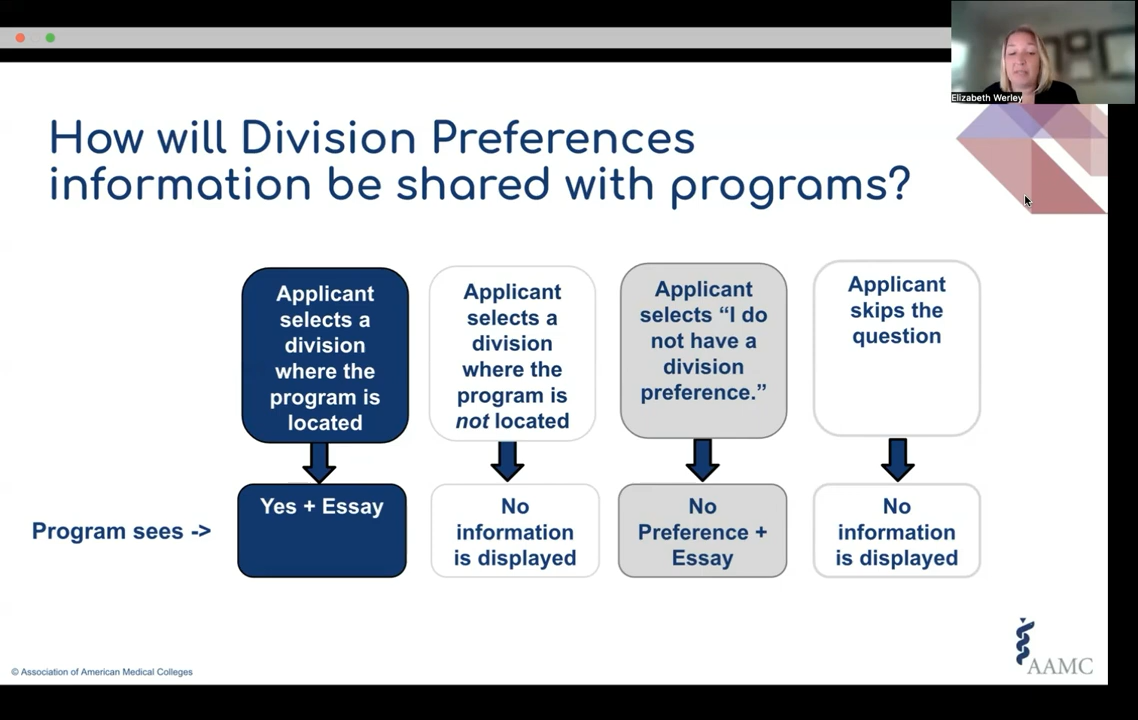 Elizabeth Werley
How will Division Preferences
information be shared with programs?
Applicant
selects a
division
where the
program is
located
Applicant
selects a
division
where the
program is
not located
Applicant
selects “I do
not have a
division
preference.”
Applicant
skips the
question
Program sees ->
Yes + Essay
No
information
is displayed
No
Preference +
Essay
No
information
is displayed
© Association of American Medical Colleges
AAMC